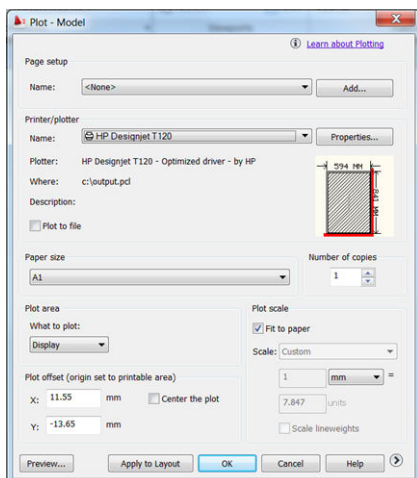 Plot - Model
Learn about Plotting
Page setup
Name: <None> Add...
Printer/plotter
Name: HP Designjet T120 Properties...
Plotter: HP Designjet T120 - Optimized driver - by HP
Where: c:\output.pcl
Description:
Plot to file
594 MM
841 MM
Paper size
A1
Number of copies
1
Plot area
What to plot:
Display
Plot scale
Fit to paper
Scale: Custom
1 mm =
7.847 units
Scale lineweights
Plot offset (origin set to printable area)
X: 11.55 mm Center the plot
Y: -13.65 mm
Preview... Apply to Layout OK Cancel Help